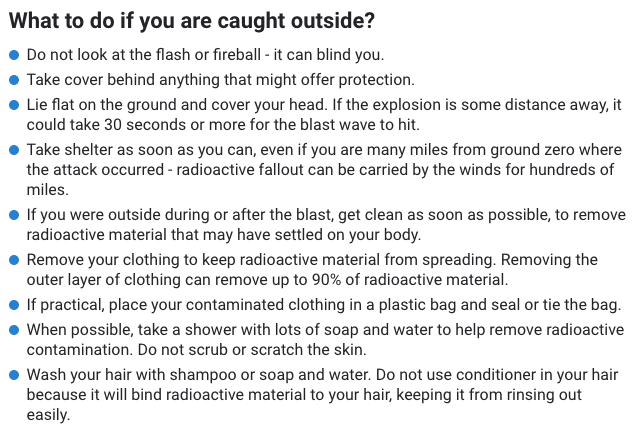 What to do if you are caught outside?
Do not look at the flash or fireball - it can blind you.
Take cover behind anything that might offer protection.
Lie flat on the ground and cover your head. If the explosion is some distance away, it
could take 30 seconds or more for the blast wave to hit.
Take shelter as soon as you can, even if you are many miles from ground zero where
the attack occurred - radioactive fallout can be carried by the winds for hundreds of
miles.
If you were outside during or after the blast, get clean as soon as possible, to remove
radioactive material that may have settled on your body.
Remove your clothing to keep radioactive material from spreading. Removing the
outer layer of clothing can remove up to 90% of radioactive material.
If practical, place your contaminated clothing in a plastic bag and seal or tie the bag.
When possible, take a shower with lots of soap and water to help remove radioactive
contamination. Do not scrub or scratch the skin.
Wash your hair with shampoo or soap and water. Do not use conditioner in your hair
because it will bind radioactive material to your hair, keeping it from rinsing out
easily.